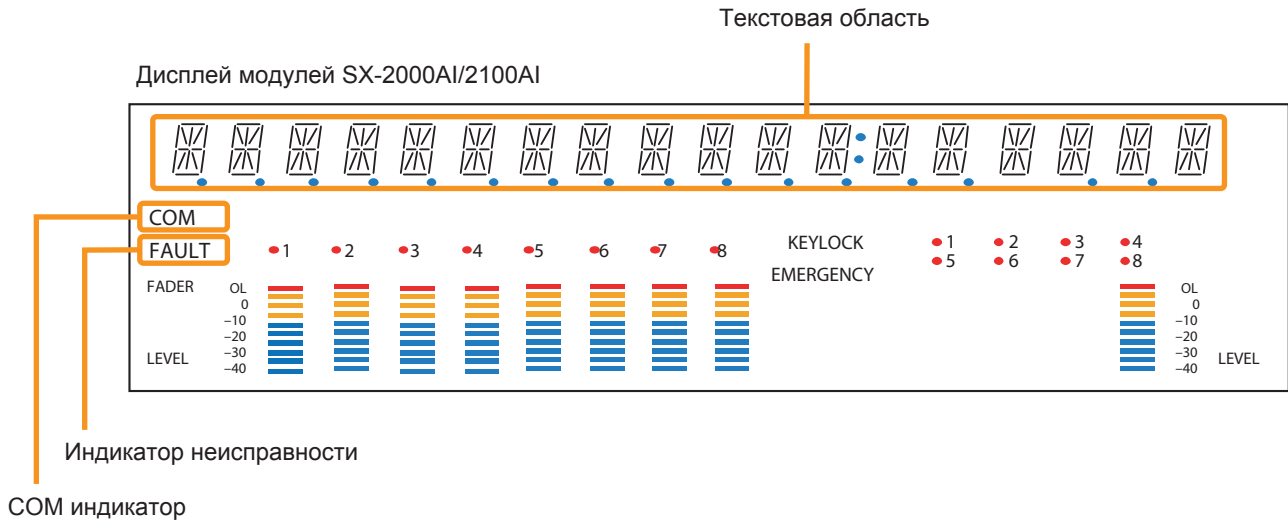 Текстовая область
Дисплей модулей SX-2000AI/2100AI
COM
FAULT 1 2 3 4 5 6 7 8 KEYLOCK 1 2 3 4
EMERGENCY 5 6 7 8
FADER OL OL
0 0
−10 −10
−20 −20
LEVEL −30 −30 LEVEL
−40 −40
Индикатор неисправности
COM индикатор